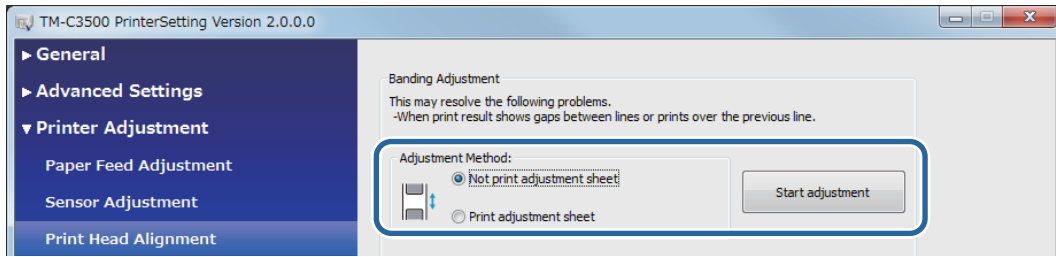 TM-C3500 PrinterSetting Version 2.0.0.0
▶ General
▶ Advanced Settings
▼ Printer Adjustment
Paper Feed Adjustment
Sensor Adjustment
Print Head Alignment
Banding Adjustment
This may resolve the following problems.
-When print result shows gaps between lines or prints over the previous line.
Adjustment Method:
Not print adjustment sheet
Print adjustment sheet
Start adjustment